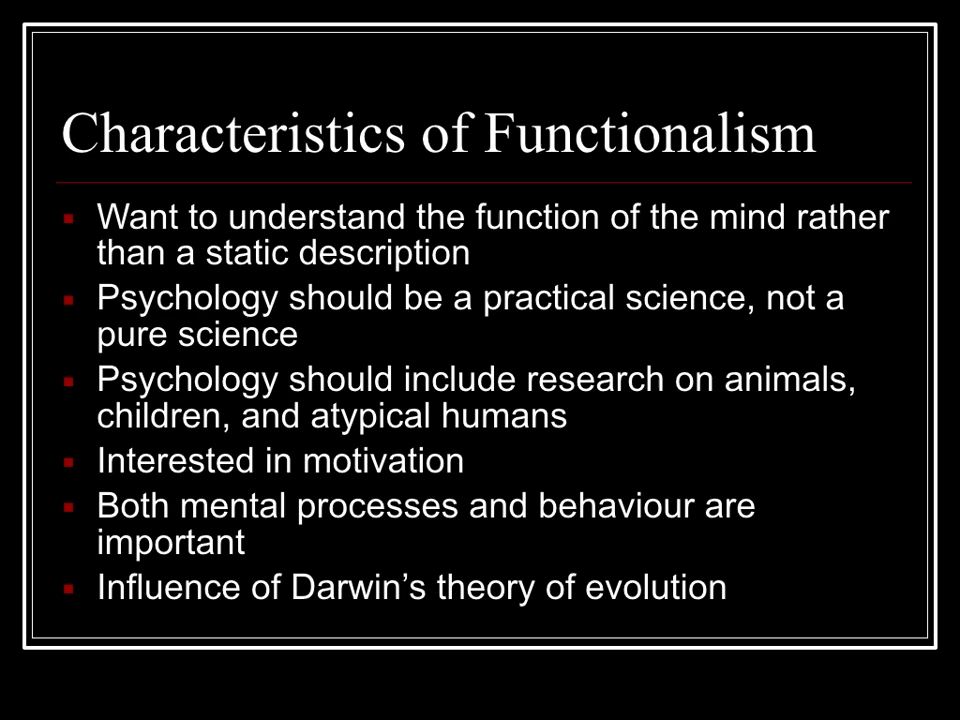 Characteristics of Functionalism
Want to understand the function of the mind rather
than a static description
Psychology should be a practical science, not a
pure science
Psychology should include research on animals,
children, and atypical humans
Interested in motivation
Both mental processes and behaviour are
important
Influence of Darwin’s theory of evolution